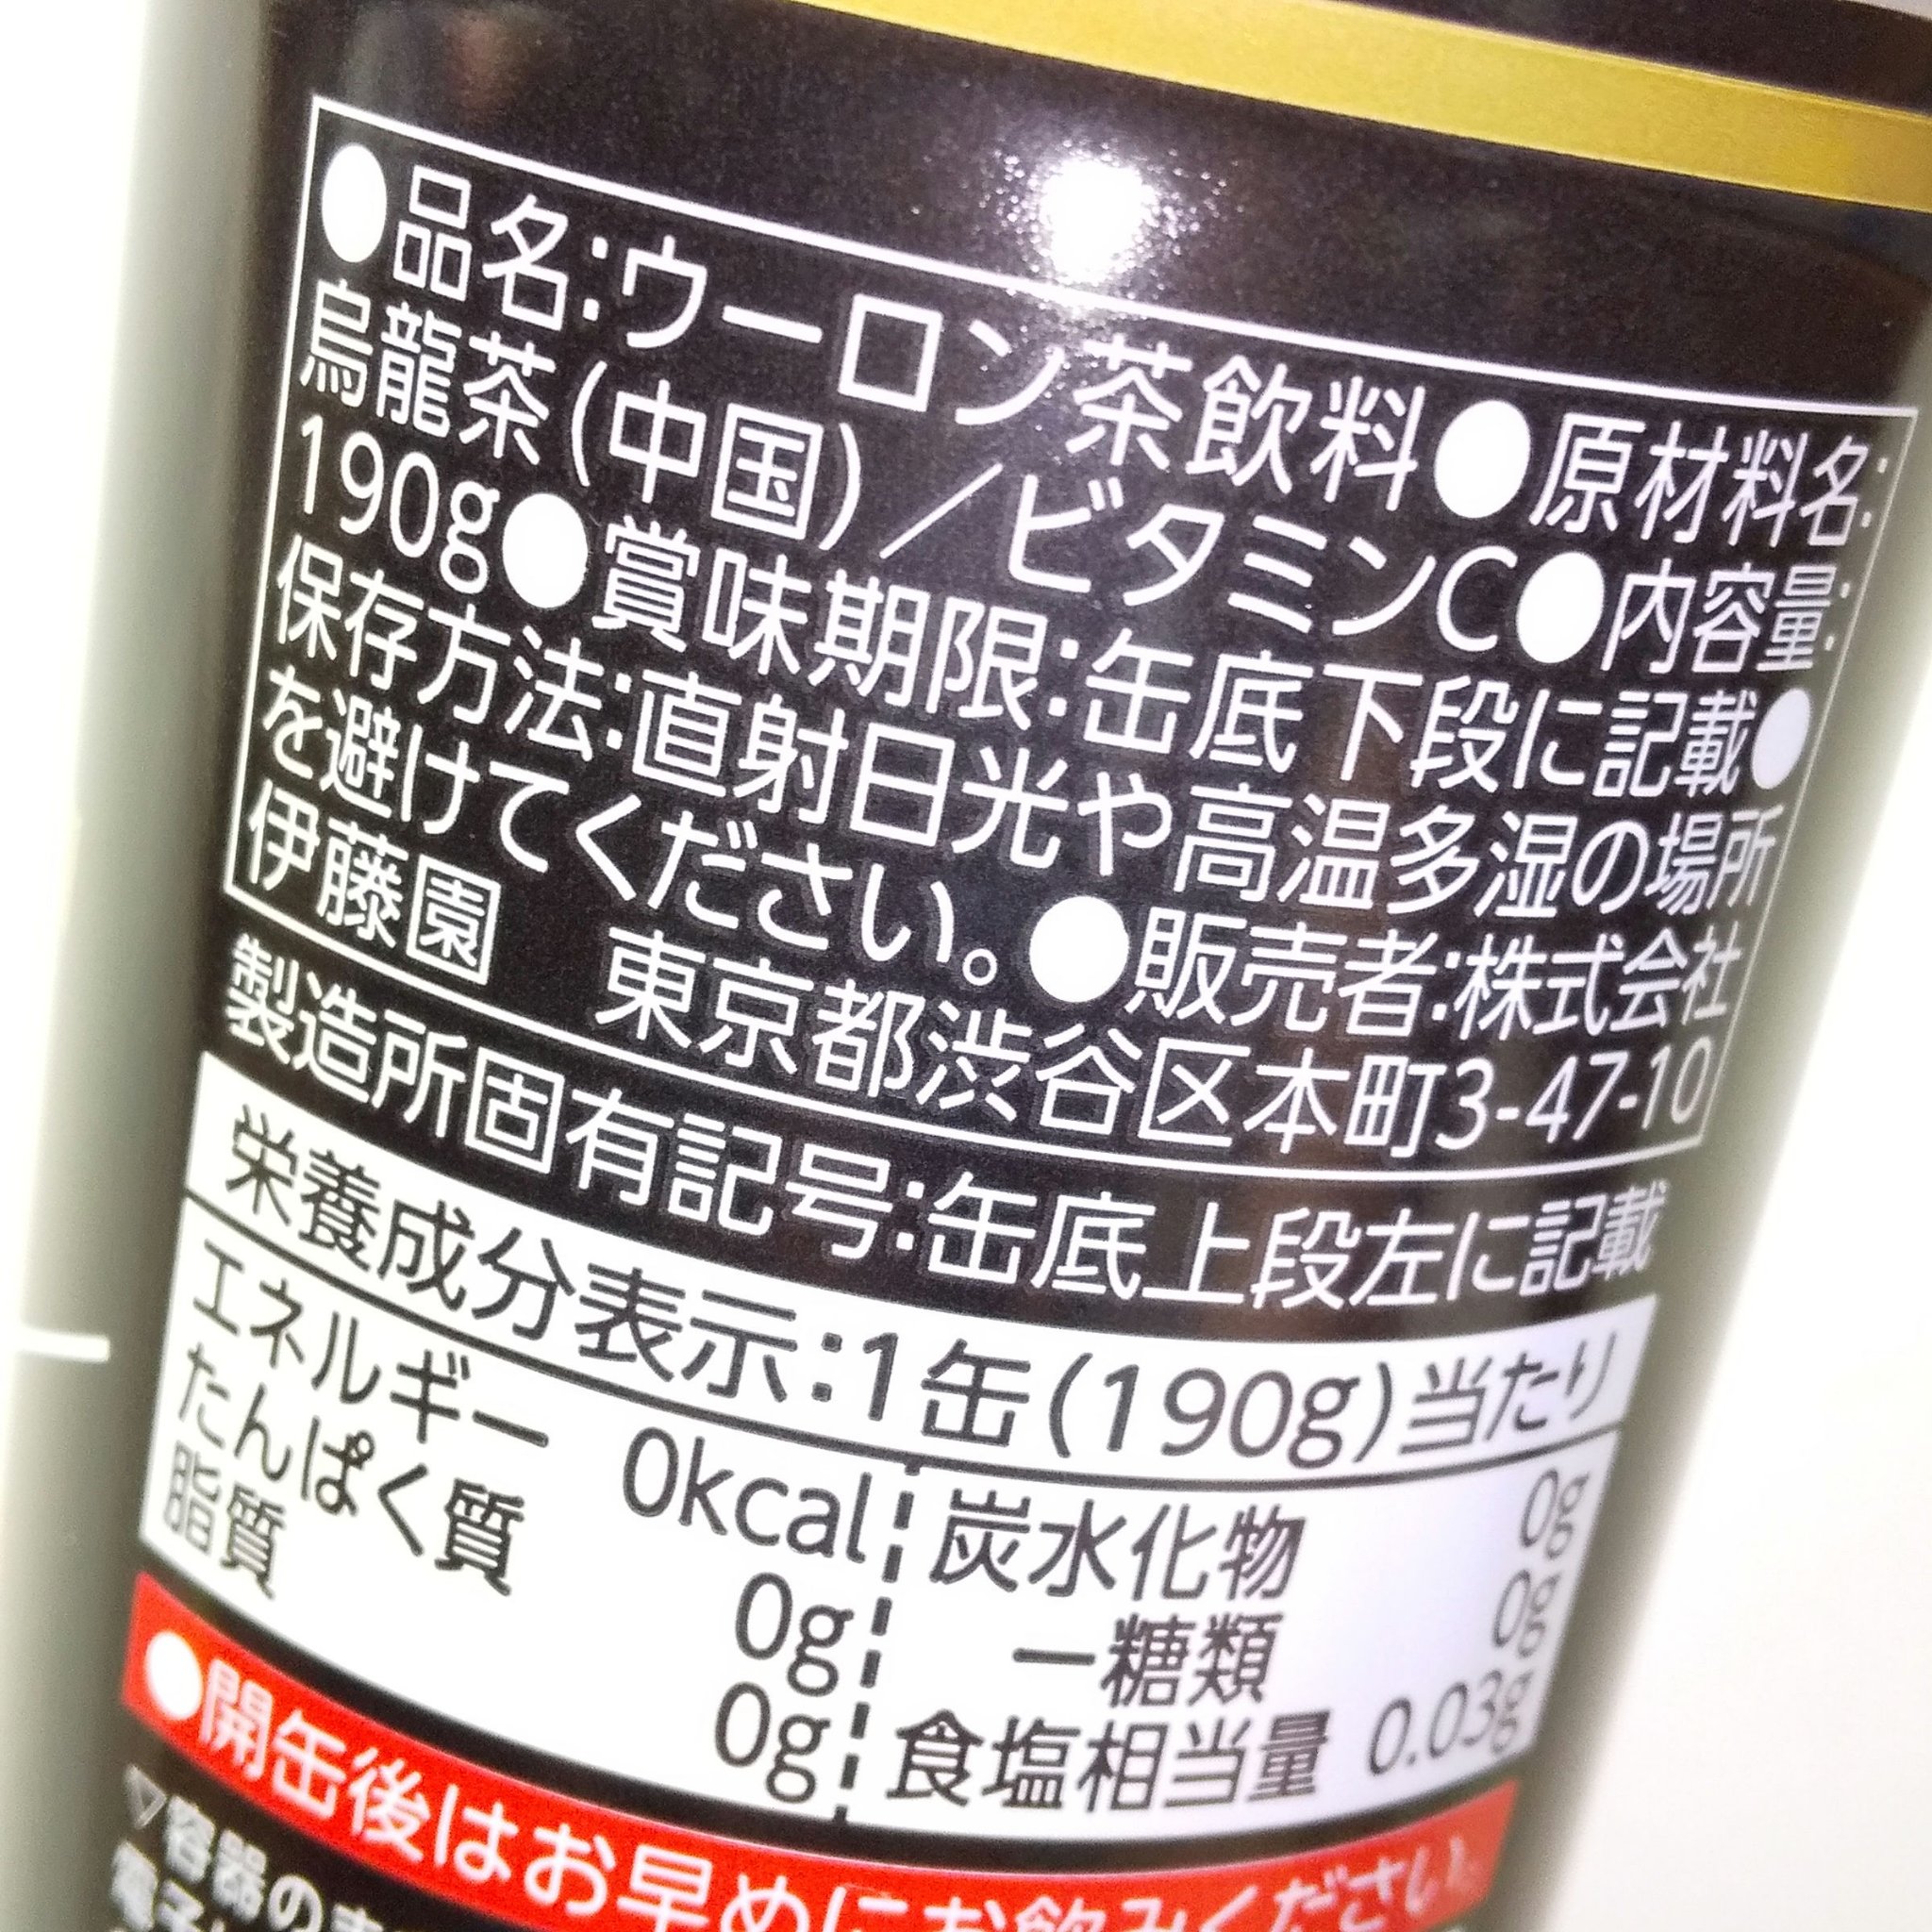 ●品名:ウーロン茶飲料●原材料名:
烏龍茶(中国)/ビタミンC●内容量:
190g●賞味期限:缶底下段に記載●
保存方法:直射日光や高温多湿の場所
を避けてください。●販売者:株式会社
伊藤園 東京都渋谷区本町3-47-10
製造所固有記号:缶底上段左に記載
栄養成分表示:1缶(190g)当たり
エネルギー 0kcal 炭水化物 0g
たんぱく質 0g ー糖類 0g
脂質 0g 食塩相当量 0.03g
●開缶後はお早めにお飲みください。
▽容器の
電子